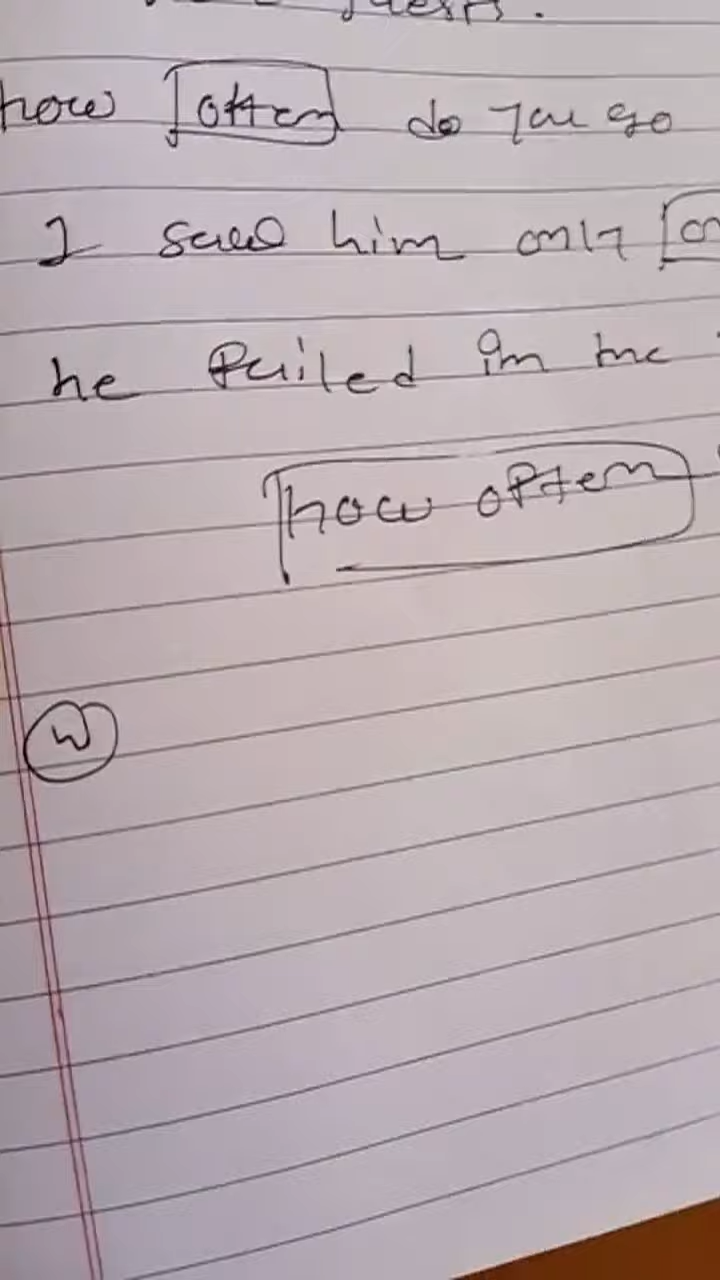 how often do you go
I saw him only
he failed in the
how often
W